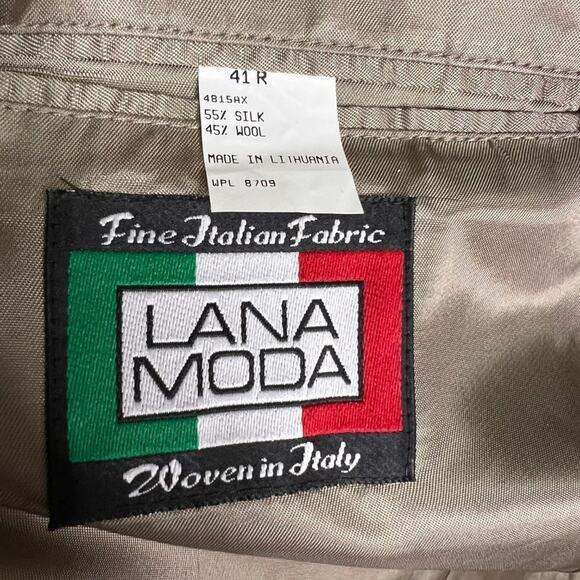 41 R
4815AX
55% SILK
45% WOOL
MADE IN LITHUANIA
WPL 8709
Fine Italian Fabric
LANA
MODA
Woven in Italy